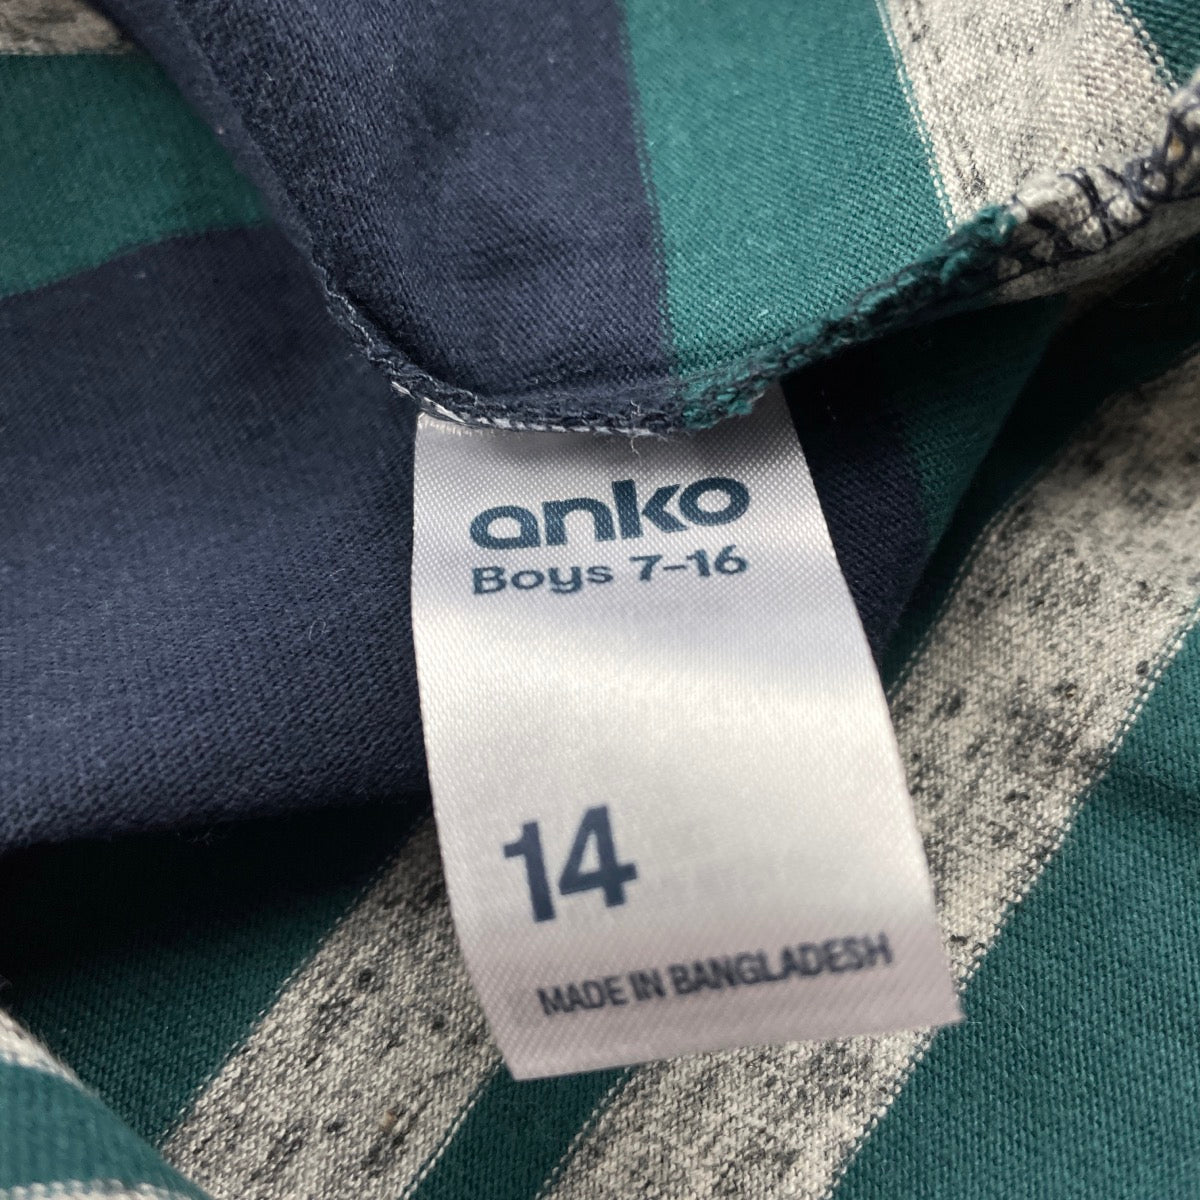 anko
Boys 7-16
14
MADE IN BANGLADESH